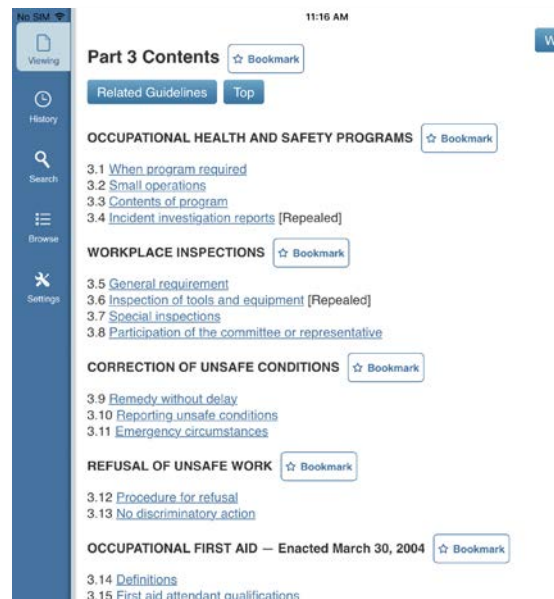 No SIM 11:16 AM
Viewing
History
Search
Browse
Settings
W
Part 3 Contents Bookmark
Related Guidelines Top
OCCUPATIONAL HEALTH AND SAFETY PROGRAMS Bookmark
3.1 When program required
3.2 Small operations
3.3 Contents of program
3.4 Incident investigation reports [Repealed]
WORKPLACE INSPECTIONS Bookmark
3.5 General requirement
3.6 Inspection of tools and equipment [Repealed]
3.7 Special inspections
3.8 Participation of the committee or representative
CORRECTION OF UNSAFE CONDITIONS Bookmark
3.9 Remedy without delay
3.10 Reporting unsafe conditions
3.11 Emergency circumstances
REFUSAL OF UNSAFE WORK Bookmark
3.12 Procedure for refusal
3.13 No discriminatory action
OCCUPATIONAL FIRST AID — Enacted March 30, 2004 Bookmark
3.14 Definitions
3.15 First aid attendant qualifications